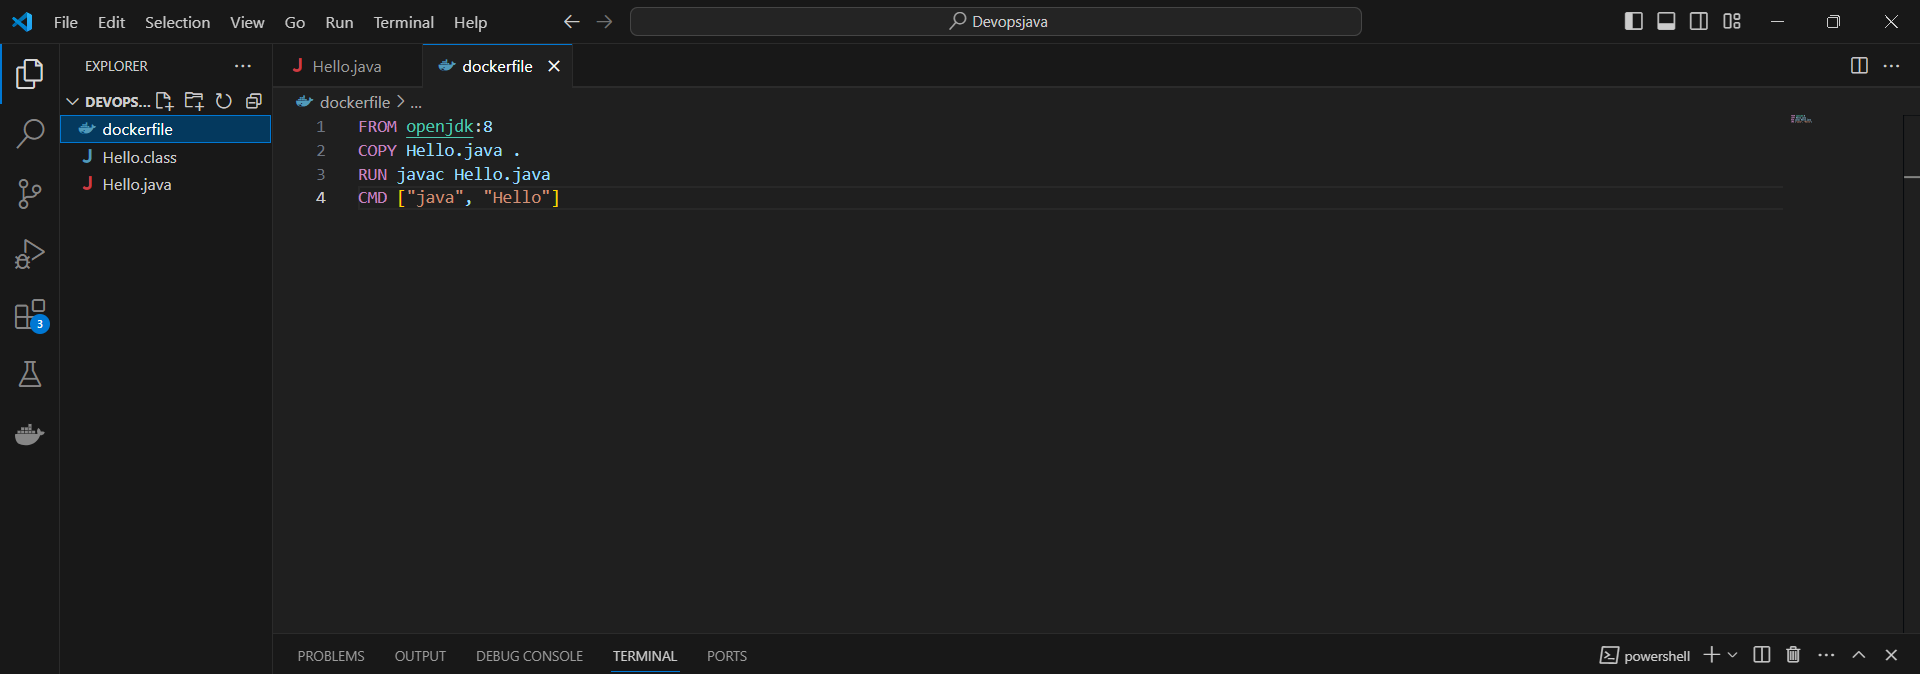 File Edit Selection View Go Run Terminal Help
Devopsjava
EXPLORER
DEVOPS...
dockerfile
Hello.class
Hello.java
Hello.java
dockerfile
dockerfile > ...
1 FROM openjdk:8
2 COPY Hello.java .
3 RUN javac Hello.java
4 CMD ["java", "Hello"]
3
PROBLEMS OUTPUT DEBUG CONSOLE TERMINAL PORTS
powershell